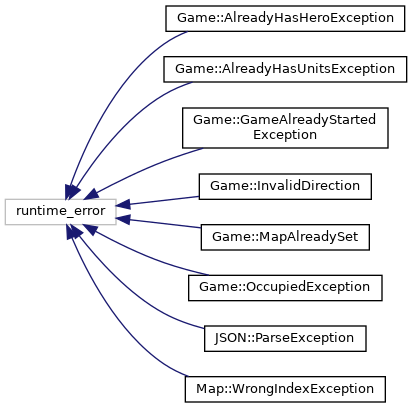 Game::AlreadyHasHeroException
Game::AlreadyHasUnitsException
Game::GameAlreadyStarted
Exception
Game::InvalidDirection
runtime_error
Game::MapAlreadySet
Game::OccupiedException
JSON::ParseException
Map::WrongIndexException